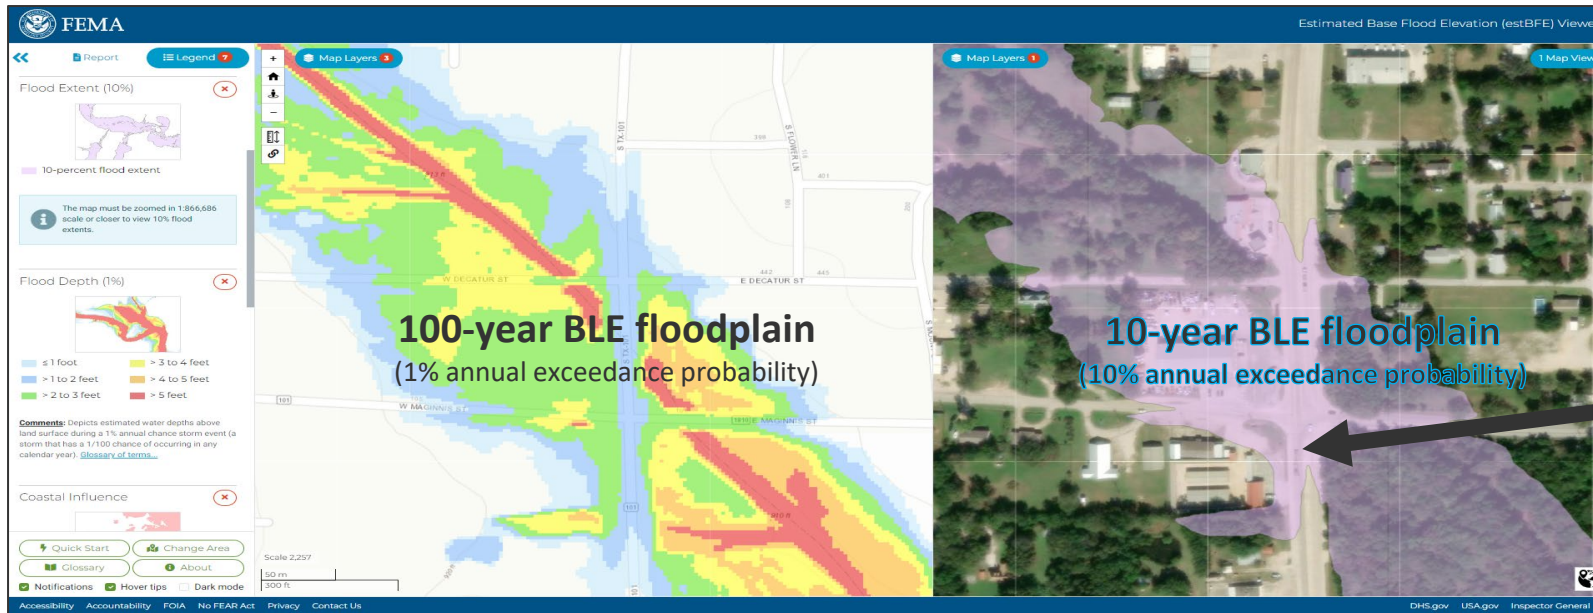 FEMA
Estimated Base Flood Elevation (estBFE) Viewe
Report
Legend 7
Flood Extent (10%)
10-percent flood extent
The map must be zoomed in 1:866,686
scale or closer to view 10% flood
extents.
Flood Depth (1%)
≤ 1 foot
> 3 to 4 feet
> 1 to 2 feet
> 4 to 5 feet
> 2 to 3 feet
> 5 feet
Comments: Depicts estimated water depths above
land surface during a 1% annual chance storm event (a
storm that has a 1/100 chance of occurring in any
calendar year). Glossary of terms...
Coastal Influence
Quick Start
Change Area
Glossary
About
Notifications
Hover tips
Dark mode
Map Layers 3
S TX-101
S FLOWER LN
398
401
W DECATUR ST
442
445
E DECATUR ST
100-year BLE floodplain
(1% annual exceedance probability)
101
W MAGINNIS ST
E MAGINNIS ST
Scale 2,257
50 m
300 ft
Map Layers 1
1 Map View
10-year BLE floodplain
(10% annual exceedance probability)
Accessibility Accountability FOIA No FEAR Act Privacy Contact Us
DHS.gov USA.gov Inspector General